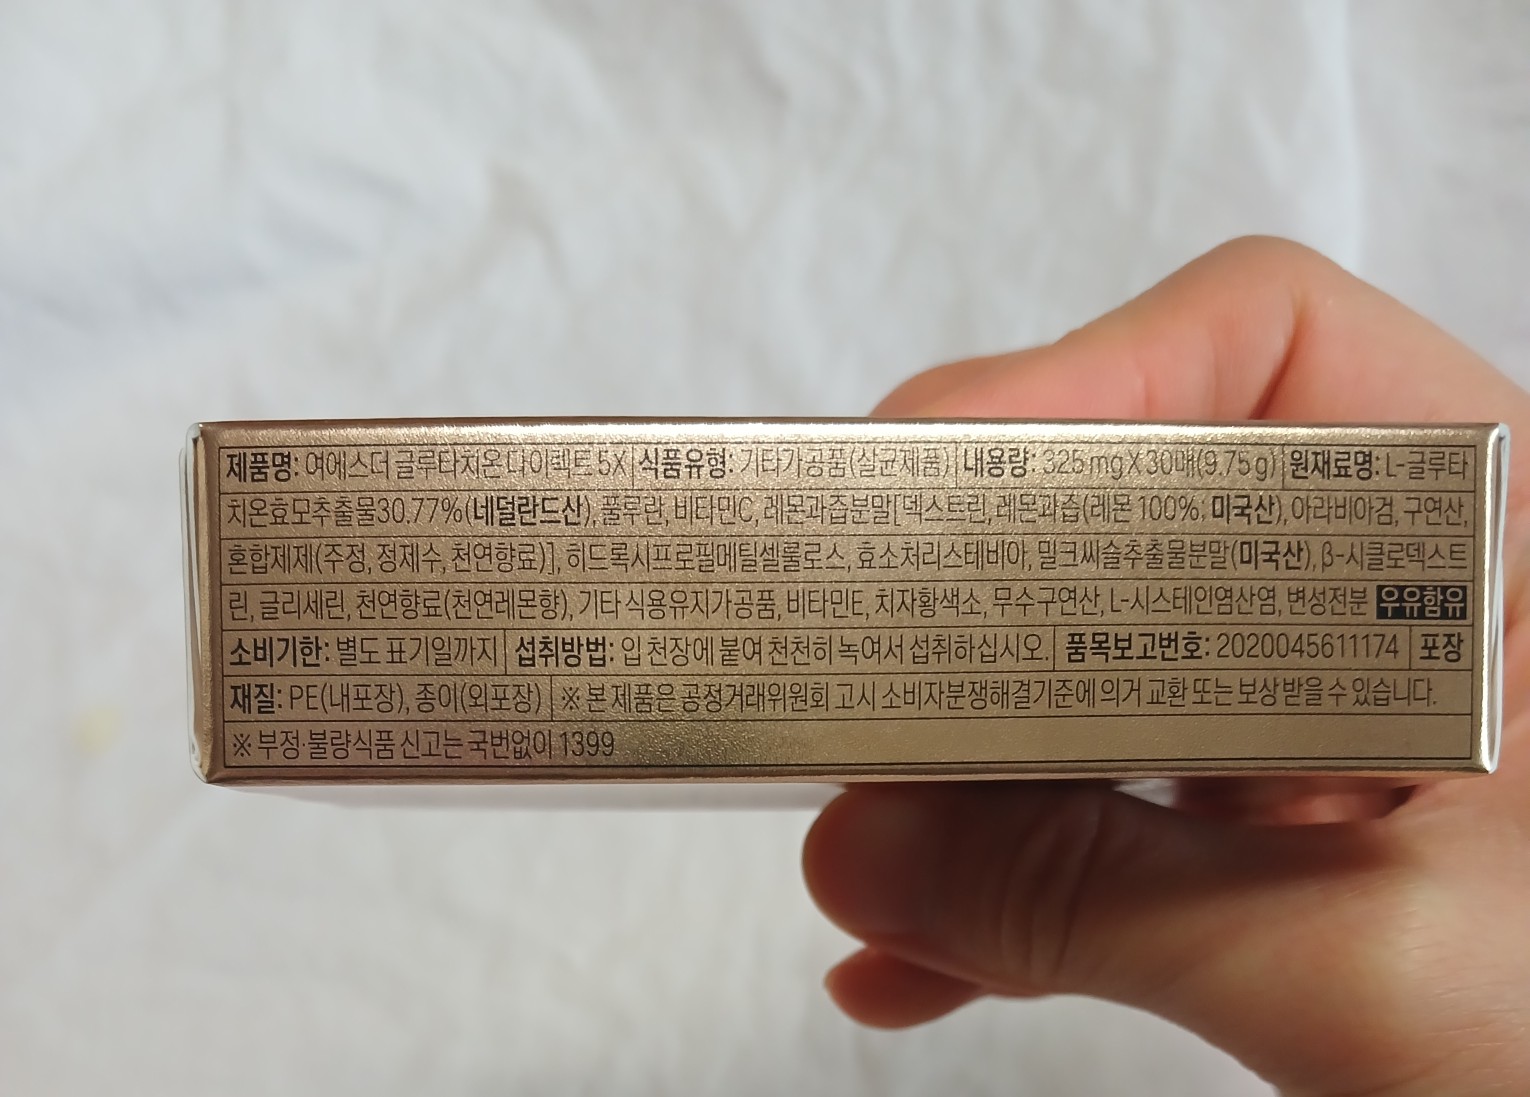 제품명: 여에스더 글루타치온 다이렉트 5X 식품유형: 기타가공품(살균제품) 내용량: 325mg X 30매(9.75g) 원재료명: L-글루타
치온효모추출물30.77%(네덜란드산), 풀루란, 비타민C, 레몬과즙분말[덱스트린, 레몬과즙(레몬 100%, 미국산), 아라비아검, 구연산,
혼합제제(주정, 정제수, 천연향료)], 히드록시프로필메틸셀룰로스, 효소처리스테비아, 밀크씨슬추출물분말(미국산), β-시클로덱스트
린, 글리세린, 천연향료(천연레몬향), 기타 식용유지가공품, 비타민E, 치자황색소, 무수구연산, L-시스테인염산염, 변성전분 우유함유
소비기한: 별도 표기일까지 섭취방법: 입 천장에 붙여 천천히 녹여서 섭취하십시오. 품목보고번호: 2020045611174 포장
재질: PE(내포장), 종이(외포장) ※ 본 제품은 공정거래위원회 고시 소비자분쟁해결기준에 의거 교환 또는 보상 받을 수 있습니다.
※ 부정·불량식품 신고는 국번없이 1399